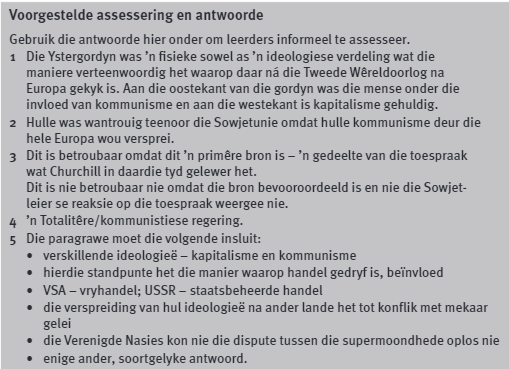 Voorgestelde assessering en antwoorde
Gebruik die antwoorde hier onder om leerders informeel te assesseer.
1 Die Ystergordyn was 'n fisieke sowel as 'n ideologiese verdeling wat die
maniere verteenwoordig het waarop daar ná die Tweede Wêreldoorlog na
Europa gekyk is. Aan die oostekant van die gordyn was die mense onder die
invloed van kommunisme en aan die westekant is kapitalisme gehuldig.
2 Hulle was wantrouig teenoor die Sowjetunie omdat hulle kommunisme deur die
hele Europa wou versprei.
3 Dit is betroubaar omdat dit 'n primêre bron is – 'n gedeelte van die toespraak
wat Churchill in daardie tyd gelewer het.
Dit is nie betroubaar nie omdat die bron bevooroordeeld is en nie die Sowjet-
leier se reaksie op die toespraak weergee nie.
4 'n Totalitêre/kommunistiese regering.
5 Die paragrawe moet die volgende insluit:
• verskillende ideologieë – kapitalisme en kommunisme
• hierdie standpunte het die manier waarop handel gedryf is, beïnvloed
• VSA – vryhandel; USSR – staatsbeheerde handel
• die verspreiding van hul ideologieë na ander lande het tot konflik met mekaar
gelei
• die Verenigde Nasies kon nie die dispute tussen die supermoondhede oplos nie
• enige ander, soortgelyke antwoord.